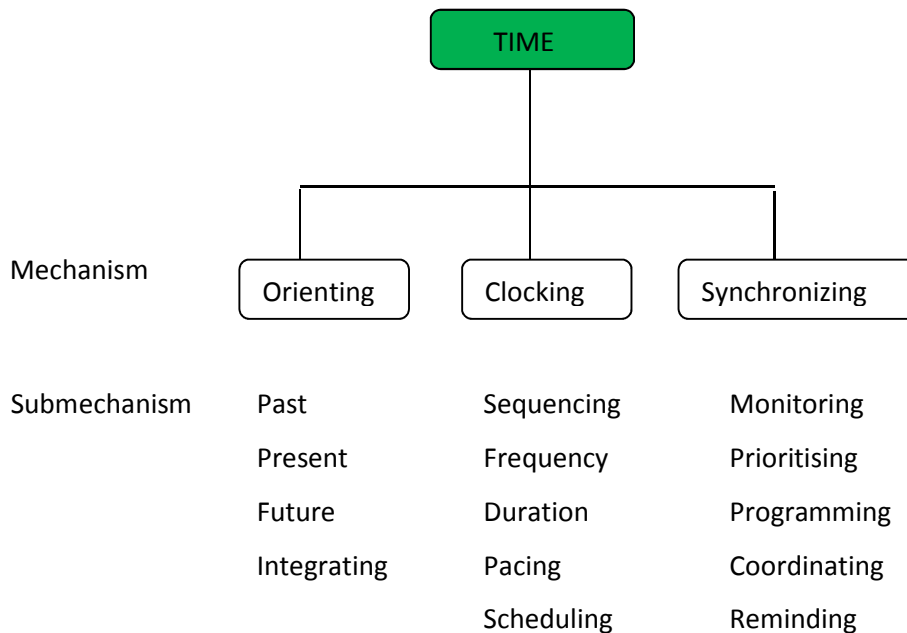 TIME
Mechanism
Orienting Clocking Synchronizing
Submechanism Past Sequencing Monitoring
Present Frequency Prioritising
Future Duration Programming
Integrating Pacing Coordinating
Scheduling Reminding